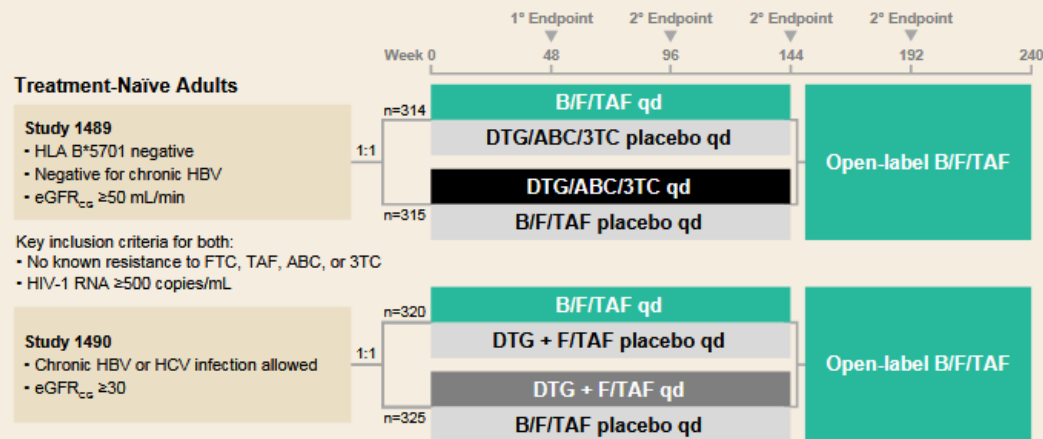 1° Endpoint 2° Endpoint 2° Endpoint 2° Endpoint
Week 0 48 96 144 192 240
Treatment-Naïve Adults
Study 1489
• HLA B*5701 negative
• Negative for chronic HBV
• eGFRCG ≥50 mL/min
1:1
n=314
n=315
B/F/TAF qd
DTG/ABC/3TC placebo qd
DTG/ABC/3TC qd
B/F/TAF placebo qd
Open-label B/F/TAF
Key inclusion criteria for both:
• No known resistance to FTC, TAF, ABC, or 3TC
• HIV-1 RNA ≥500 copies/mL
Study 1490
• Chronic HBV or HCV infection allowed
• eGFRCG ≥30
1:1
n=320
n=325
B/F/TAF qd
DTG + F/TAF placebo qd
DTG + F/TAF qd
B/F/TAF placebo qd
Open-label B/F/TAF